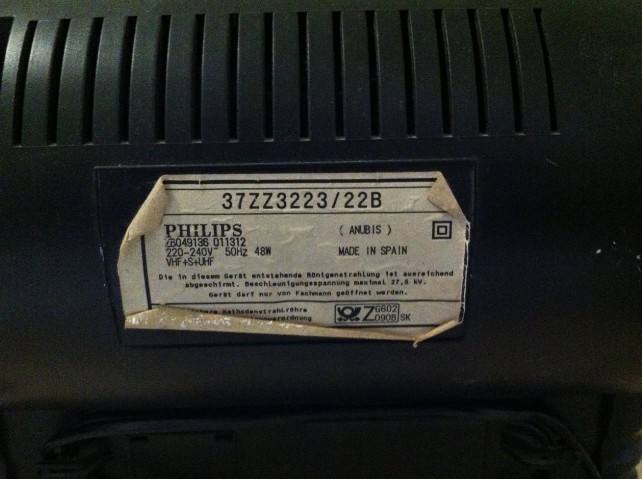 37ZZ3223/22B
PHILIPS ( ANUBIS )
ZB049136 011312
220-240V~ 50Hz 48W MADE IN SPAIN
VHF+S+UHF
Die in diesem Gerät entstehende Röntgenstrahlung ist ausreichend
abgeschirmt. Beschleunigungsspannung maximal 27,5 kV.
Gerät darf nur von Fachmann geöffnet werden.
Kathodenstrahlröhre
Z 6602
0908 SK